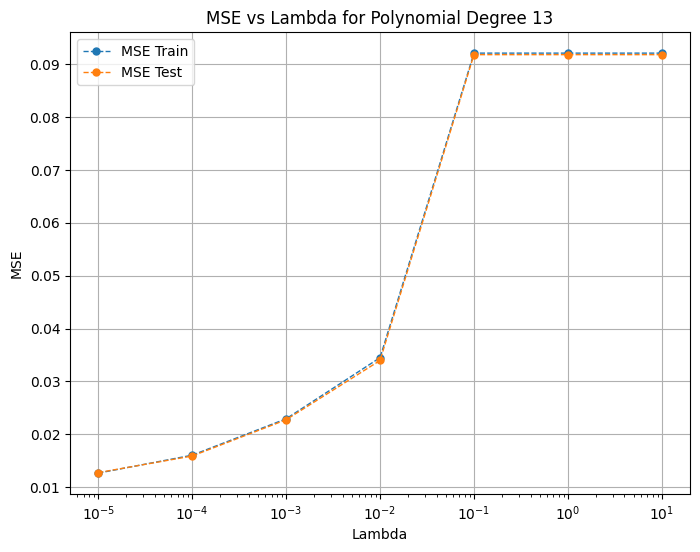 MSE vs Lambda for Polynomial Degree 13
MSE Train
MSE Test
MSE
0.09
0.08
0.07
0.06
0.05
0.04
0.03
0.02
0.01
10⁻⁵ 10⁻⁴ 10⁻³ 10⁻² 10⁻¹ 10⁰ 10¹
Lambda